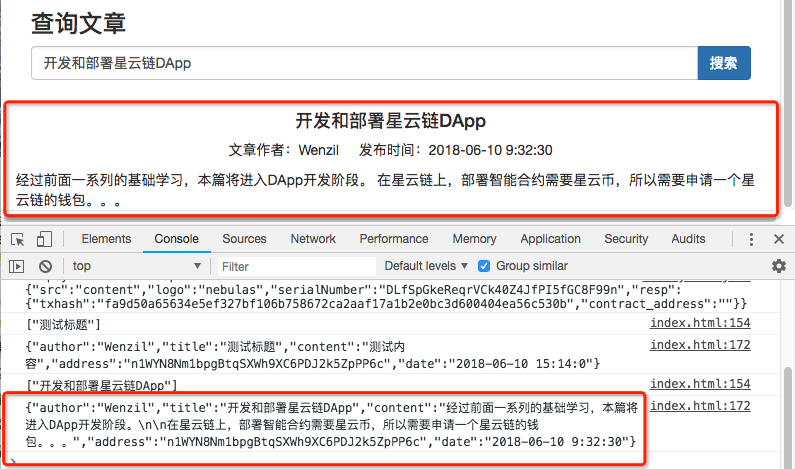 查询文章
开发和部署星云链DApp
搜索
开发和部署星云链DApp
文章作者：Wenzil 发布时间：2018-06-10 9:32:30
经过前面一系列的基础学习，本篇将进入DApp开发阶段。 在星云链上，部署智能合约需要星云币，所以需要申请一个星
云链的钱包。。。
Elements Console Sources Network Performance Memory Application Security Audits
top Filter Default levels Group similar
{"src":"content","logo":"nebulas","serialNumber":"DLfSpGkeReqrVCk40Z4JfPI5fGC8F99n","resp":
{"txhash":"fa9d50a65634e5ef327bf106b758672ca2aaf17a1b2e0bc3d600404ea56c530b","contract_address":""}}
["测试标题"] index.html:154
{"author":"Wenzil","title":"测试标题","content":"测试内 index.html:172
容","address":"n1WYN8Nm1bpgBtqSXWh9XC6PDJ2k5ZpPP6c","date":"2018-06-10 15:14:0"}
["开发和部署星云链DApp"] index.html:154
{"author":"Wenzil","title":"开发和部署星云链DApp","content":"经过前面一系列的基础学习，本篇将 index.html:172
进入DApp开发阶段。\n\n在星云链上，部署智能合约需要星云币，所以需要申请一个星云链的钱
包。。。","address":"n1WYN8Nm1bpgBtqSXWh9XC6PDJ2k5ZpPP6c","date":"2018-06-10 9:32:30"}